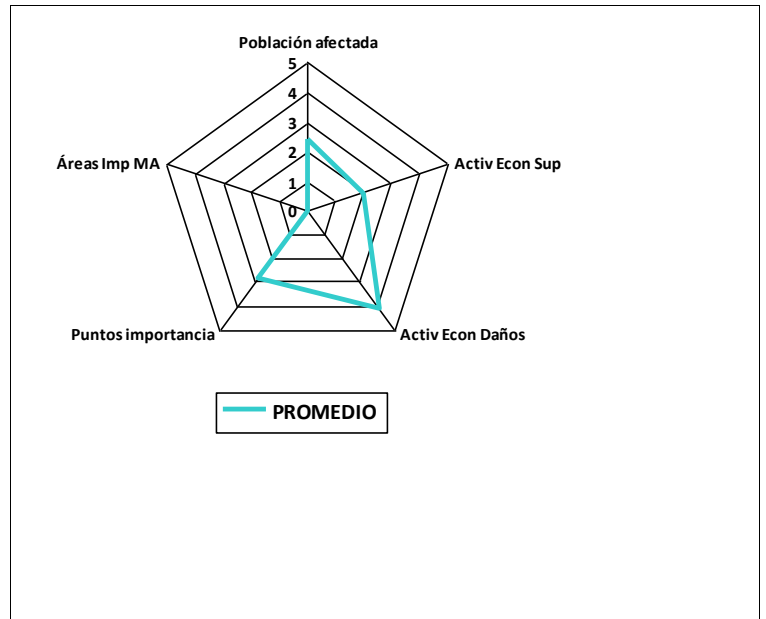 Población afectada
5
4
3
2
1
0
Áreas Imp MA
Activ Econ Sup
Puntos importancia
Activ Econ Daños
PROMEDIO